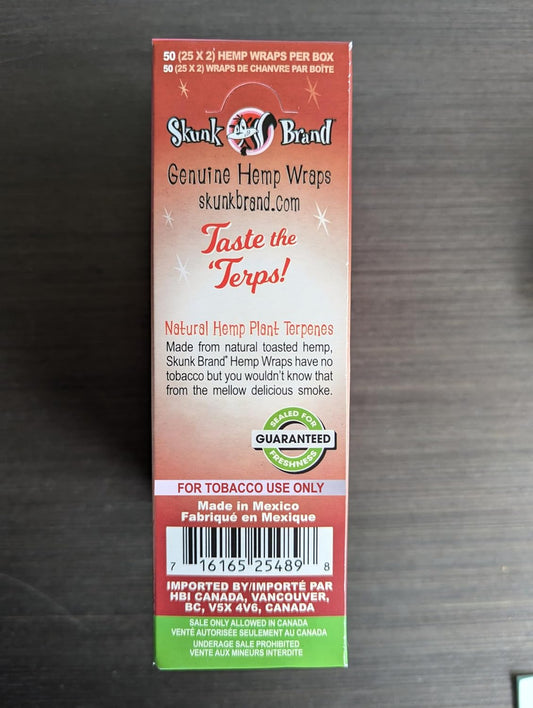 50 (25 X 2) HEMP WRAPS PER BOX
50 (25 X 2) WRAPS DE CHANVRE PAR BOÎTE
Skunk Brand
Genuine Hemp Wraps
skunkbrand.com
Taste the
'Terps!
Natural Hemp Plant Terpenes
Made from natural toasted hemp,
Skunk Brand® Hemp Wraps have no
tobacco but you wouldn't know that
from the mellow delicious smoke.
SEALED FOR
GUARANTEED
FRESHNESS
FOR TOBACCO USE ONLY
Made in Mexico
Fabriqué en Mexique
7 16165 25489 8
IMPORTED BY/IMPORTÉ PAR
HBI CANADA, VANCOUVER,
BC, V5X 4V6, CANADA
SALE ONLY ALLOWED IN CANADA
VENTE AUTORISÉE SEULEMENT AU CANADA
UNDERAGE SALE PROHIBITED
VENTE AUX MINEURS INTERDITE